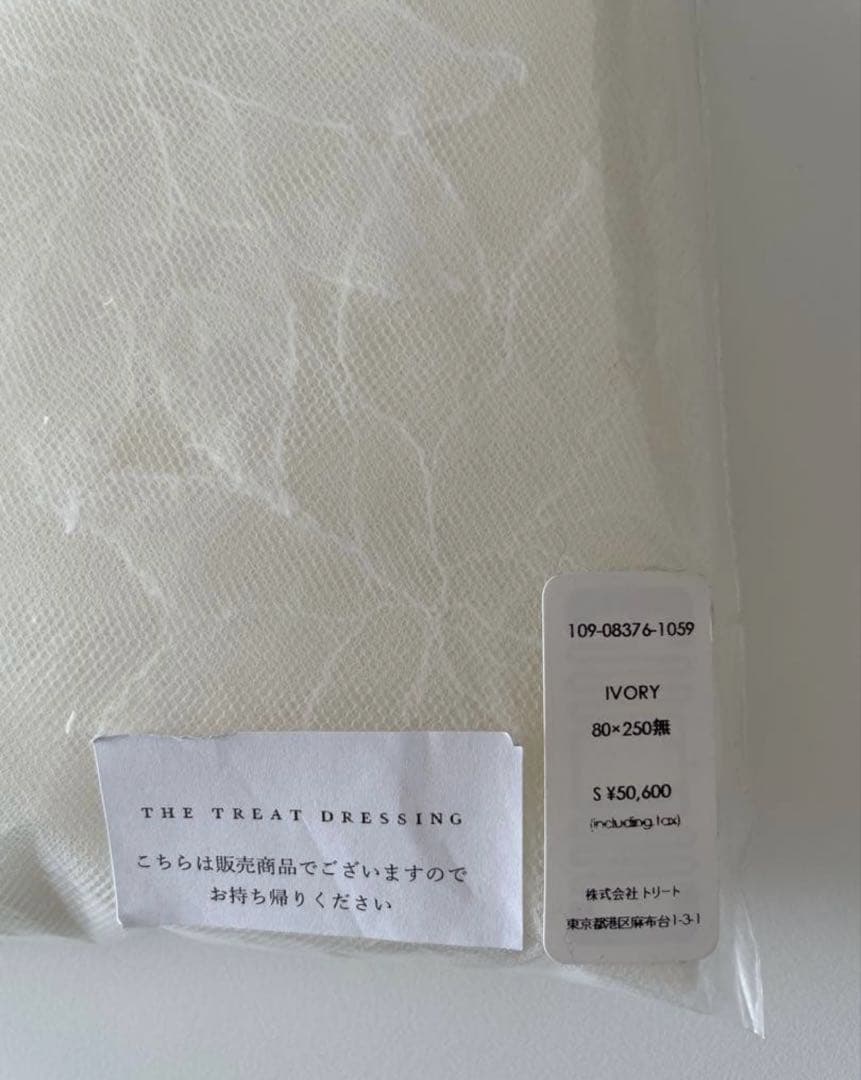 THE TREAT DRESSING
こちらは販売商品でございますので
お持ち帰りください
109-08376-1059
IVORY
80×250無
S ¥50,600
(including tax)
株式会社トリート
東京都港区麻布台1-3-1